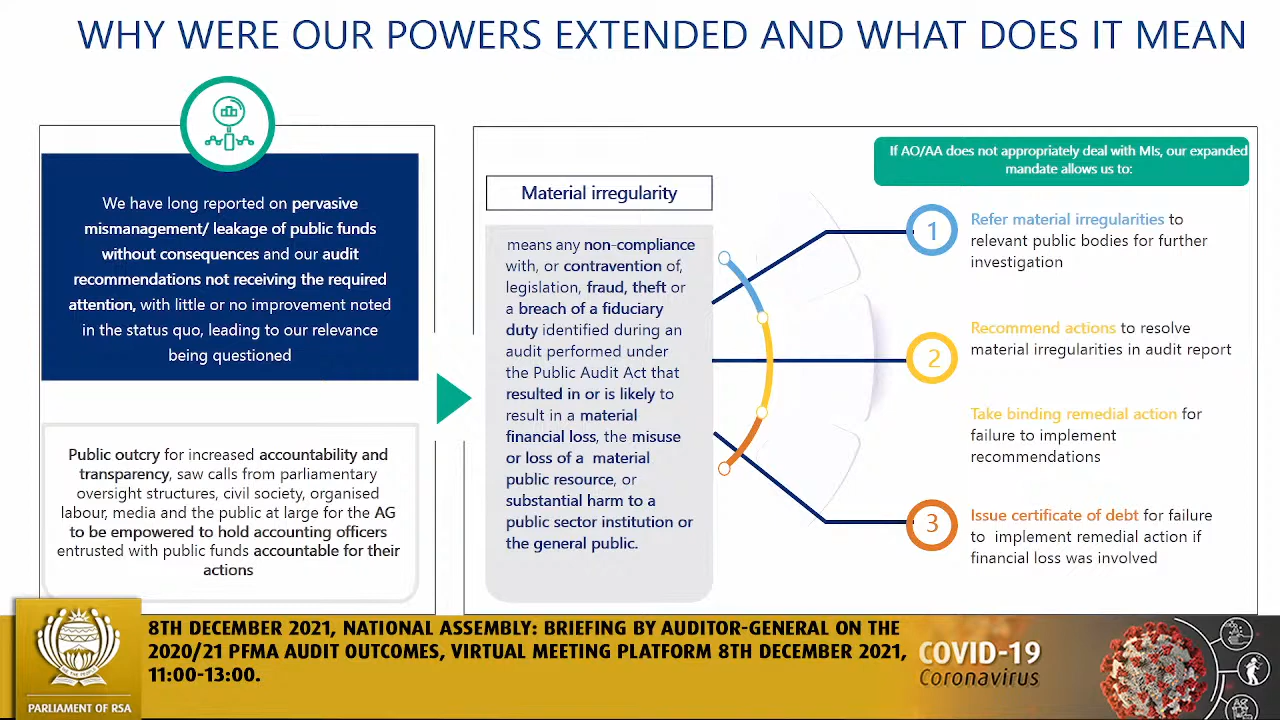 WHY WERE OUR POWERS EXTENDED AND WHAT DOES IT MEAN
We have long reported on pervasive
mismanagement/ leakage of public funds
without consequences and our audit
recommendations not receiving the required
attention, with little or no improvement noted
in the status quo, leading to our relevance
being questioned
Public outcry for increased accountability and
transparency, saw calls from parliamentary
oversight structures, civil society, organised
labour, media and the public at large for the AG
to be empowered to hold accounting officers
entrusted with public funds accountable for their
actions
Material irregularity
means any non-compliance
with, or contravention of,
legislation, fraud, theft or
a breach of a fiduciary
duty identified during an
audit performed under
the Public Audit Act that
resulted in or is likely to
result in a material
financial loss, the misuse
or loss of a material
public resource, or
substantial harm to a
public sector institution or
the general public.
If AO/AA does not appropriately deal with MIs, our expanded
mandate allows us to:
1
Refer material irregularities to
relevant public bodies for further
investigation
2
Recommend actions to resolve
material irregularities in audit report
Take binding remedial action for
failure to implement
recommendations
3
Issue certificate of debt for failure
to implement remedial action if
financial loss was involved
PARLIAMENT OF RSA
8TH DECEMBER 2021, NATIONAL ASSEMBLY: BRIEFING BY AUDITOR-GENERAL ON THE
2020/21 PFMA AUDIT OUTCOMES, VIRTUAL MEETING PLATFORM 8TH DECEMBER 2021,
11:00-13:00.
COVID-19
Coronavirus